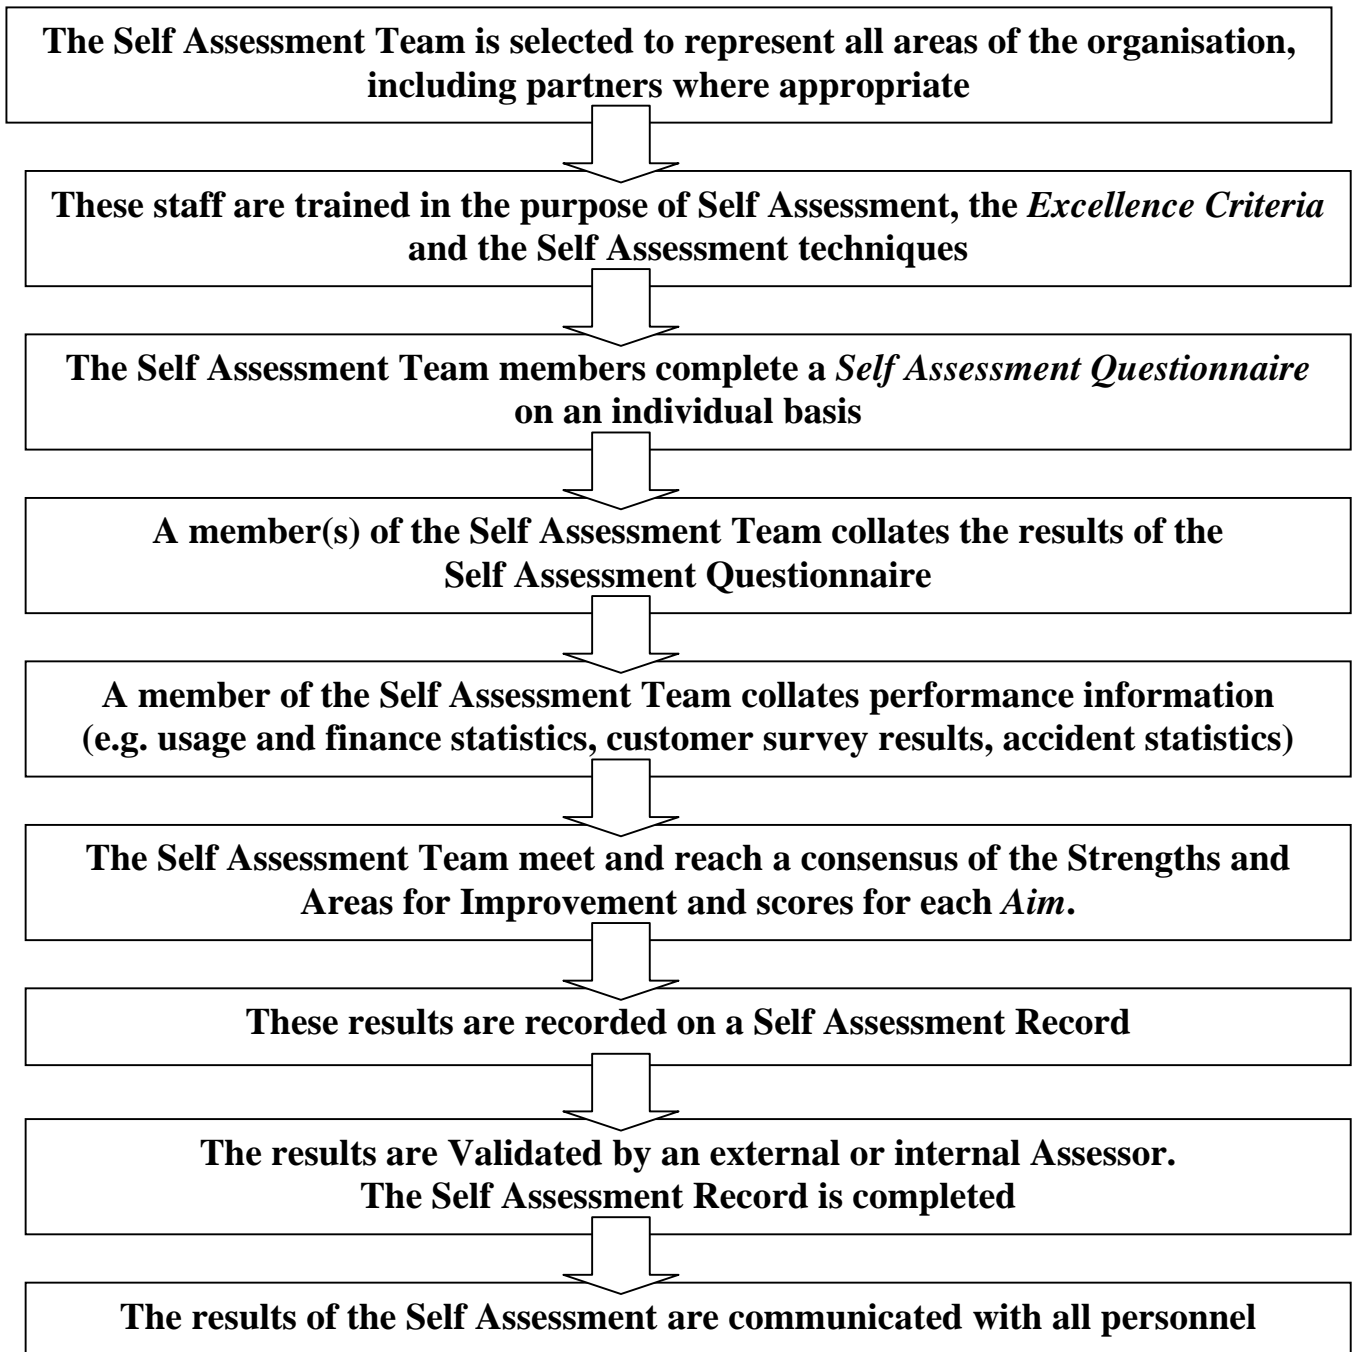 The Self Assessment Team is selected to represent all areas of the organisation,
including partners where appropriate
These staff are trained in the purpose of Self Assessment, the Excellence Criteria
and the Self Assessment techniques
The Self Assessment Team members complete a Self Assessment Questionnaire
on an individual basis
A member(s) of the Self Assessment Team collates the results of the
Self Assessment Questionnaire
A member of the Self Assessment Team collates performance information
(e.g. usage and finance statistics, customer survey results, accident statistics)
The Self Assessment Team meet and reach a consensus of the Strengths and
Areas for Improvement and scores for each Aim.
These results are recorded on a Self Assessment Record
The results are Validated by an external or internal Assessor.
The Self Assessment Record is completed
The results of the Self Assessment are communicated with all personnel